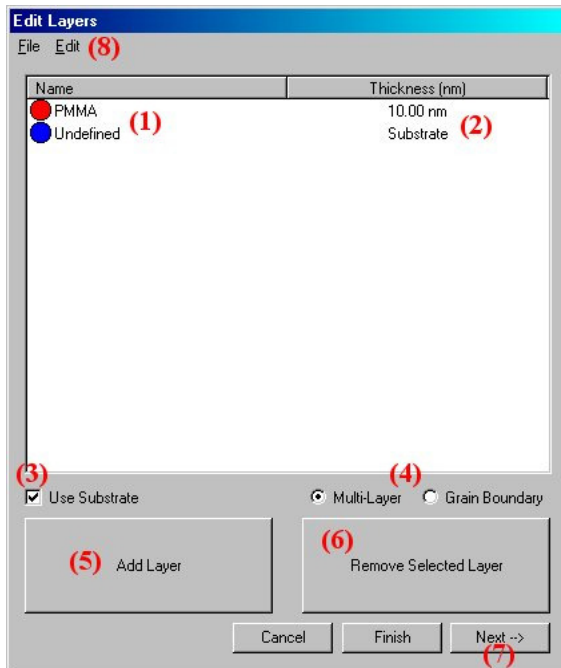 Edit Layers
File Edit (8)
Name Thickness (nm)
PMMA (1) 10.00 nm
Undefined Substrate (2)
(3) (4)
Use Substrate Multi-Layer Grain Boundary
(5) Add Layer (6) Remove Selected Layer
Cancel Finish Next -->
(7)